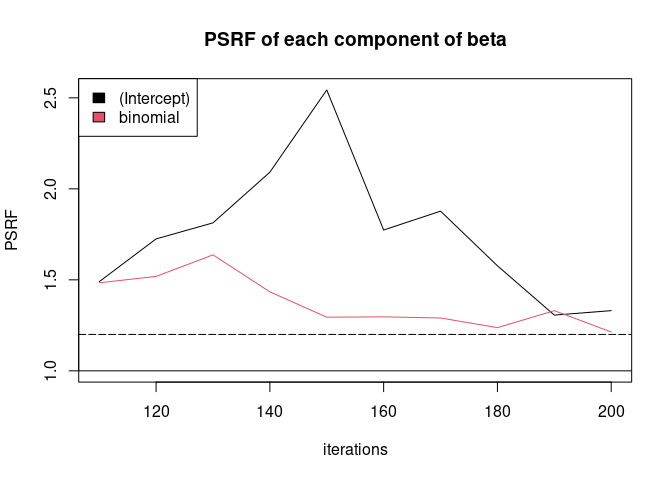 PSRF of each component of beta
(Intercept)
binomial
PSRF
2.5
2.0
1.5
1.0
120 140 160 180 200
iterations